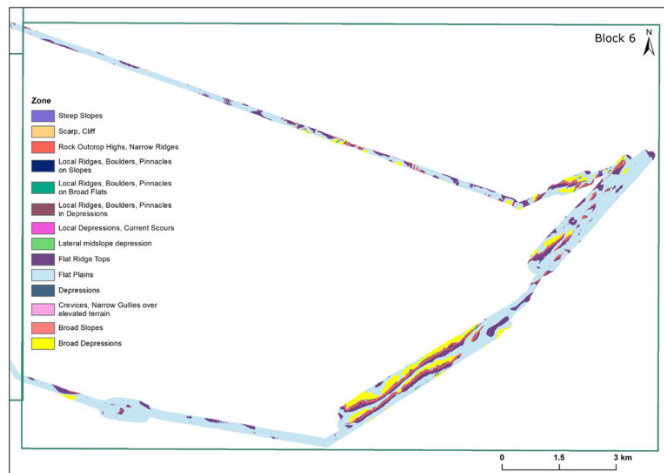 Block 6
N
Zone
Steep Slopes
Scarp, Cliff
Rock Outcrop Highs, Narrow Ridges
Local Ridges, Boulders, Pinnacles
on Slopes
Local Ridges, Boulders, Pinnacles
on Broad Flats
Local Ridges, Boulders, Pinnacles
in Depressions
Local Depressions, Current Scours
Lateral midslope depression
Flat Ridge Tops
Flat Plains
Depressions
Crevices, Narrow Gullies over
elevated terrain
Broad Slopes
Broad Depressions
0 1.5 3 km